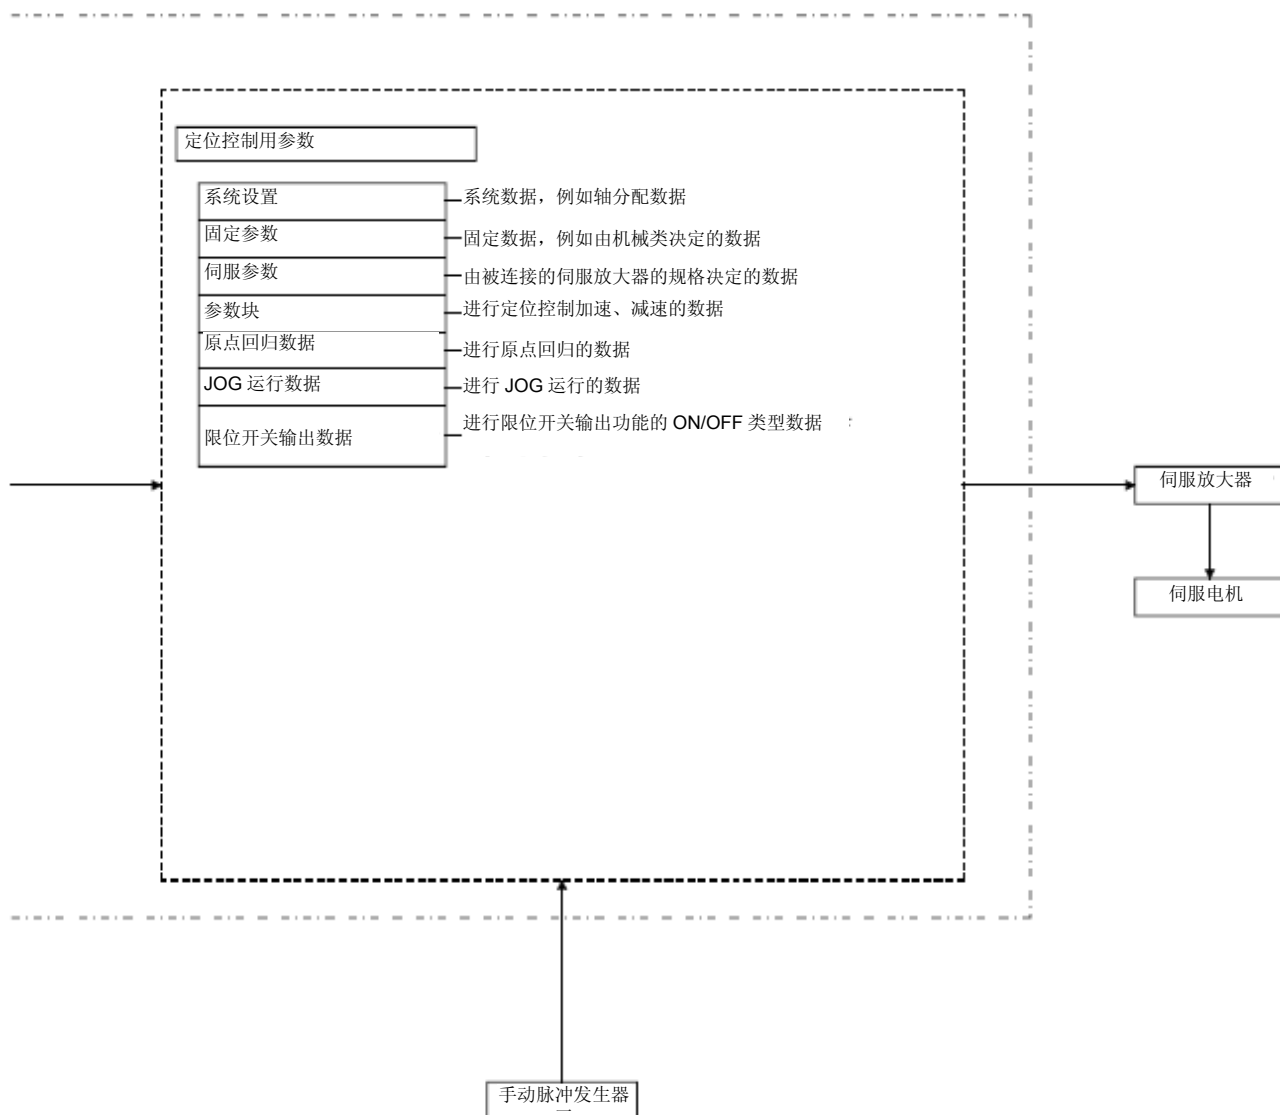 定位控制用参数
系统设置
系统数据，例如轴分配数据
固定参数
固定数据，例如由机械类决定的数据
伺服参数
由被连接的伺服放大器的规格决定的数据
参数块
进行定位控制加速、减速的数据
原点回归数据
进行原点回归的数据
JOG 运行数据
进行 JOG 运行的数据
限位开关输出数据
进行限位开关输出功能的 ON/OFF 类型数据
伺服放大器
伺服电机
手动脉冲发生器